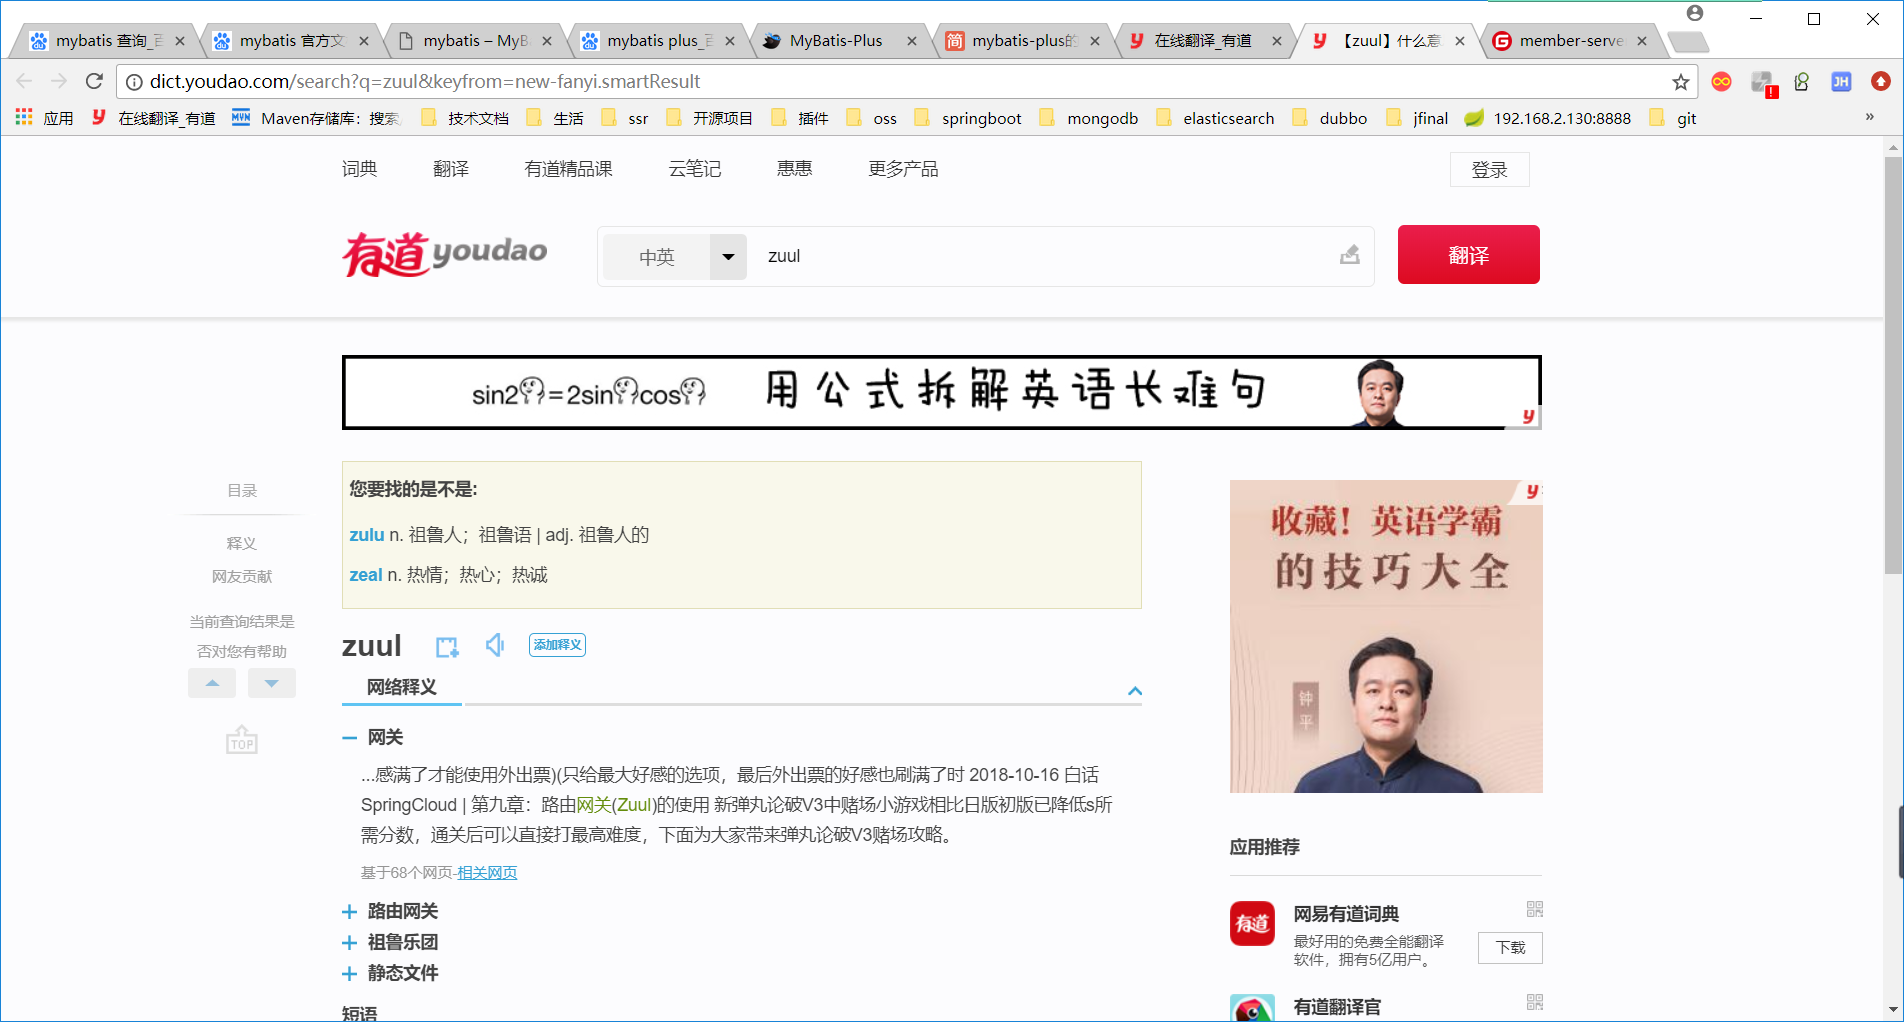 mybatis 查询_百
mybatis 官方文
mybatis – MyB
mybatis plus_百
MyBatis-Plus
简 mybatis-plus的
在线翻译_有道
【zuul】什么意
member-serve
dict.youdao.com/search?q=zuul&keyfrom=new-fanyi.smartResult
应用
在线翻译_有道
MVN Maven存储库：搜索
技术文档
生活
ssr
开源项目
插件
oss
springboot
mongodb
elasticsearch
dubbo
jfinal
192.168.2.130:8888
git
»
词典
翻译
有道精品课
云笔记
惠惠
更多产品
登录
有道youdao
中英
zuul
翻译
sin2=2sincos 用公式拆解英语长难句
目录
释义
网友贡献
当前查询结果是
否对您有帮助
TOP
您要找的是不是:
zulu n. 祖鲁人；祖鲁语 | adj. 祖鲁人的
zeal n. 热情；热心；热诚
zuul 添加释义
网络释义
网关
...感满了才能使用外出票)(只给最大好感的选项，最后外出票的好感也刷满了时 2018-10-16 白话
SpringCloud | 第九章：路由网关(Zuul)的使用 新弹丸论破V3中赌场小游戏相比日版初版已降低s所
需分数，通关后可以直接打最高难度，下面为大家带来弹丸论破V3赌场攻略。
基于68个网页-相关网页
路由网关
祖鲁乐团
静态文件
短语
收藏！英语学霸
的技巧大全
钟平
应用推荐
有道
网易有道词典
最好用的免费全能翻译
软件，拥有5亿用户。
下载
有道翻译官